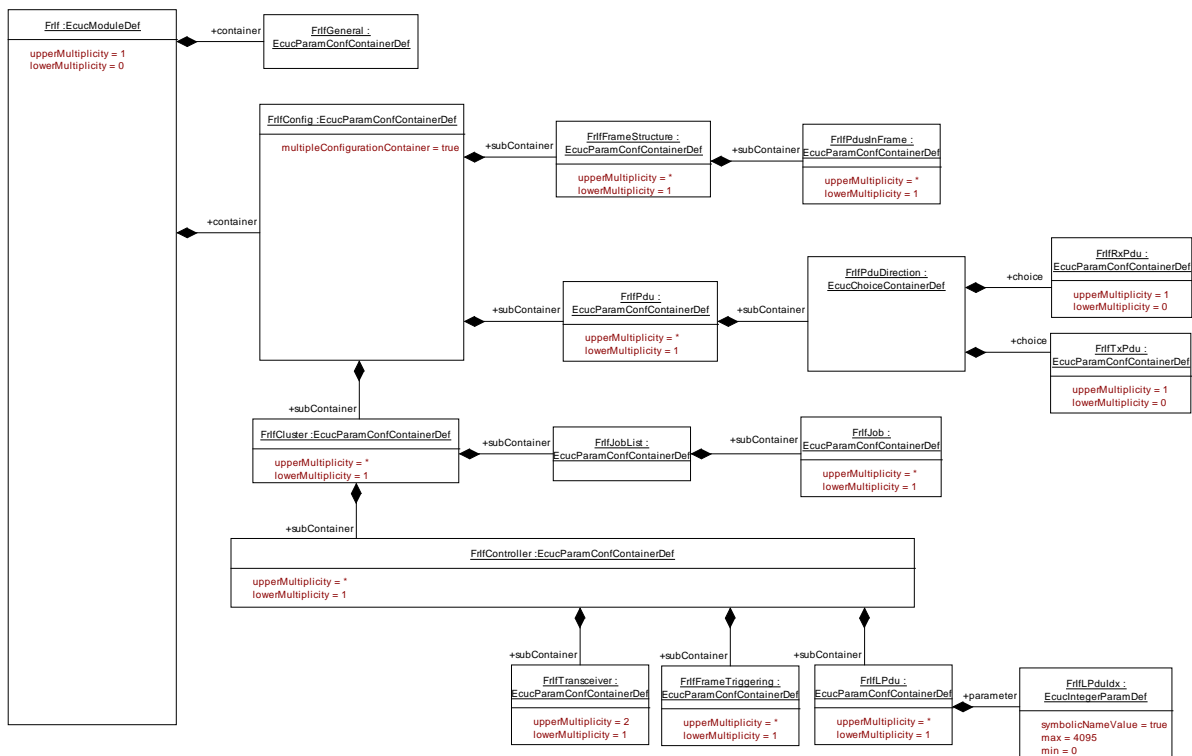 FrIf :EcucModuleDef
upperMultiplicity = 1
lowerMultiplicity = 0
+container
FrIfGeneral :
EcucParamConfContainerDef
+container
FrIfConfig :EcucParamConfContainerDef
multipleConfigurationContainer = true
+subContainer
FrIfFrameStructure :
EcucParamConfContainerDef
upperMultiplicity = *
lowerMultiplicity = 1
+subContainer
FrIfPdusInFrame :
EcucParamConfContainerDef
upperMultiplicity = *
lowerMultiplicity = 1
+subContainer
FrIfPdu :
EcucParamConfContainerDef
upperMultiplicity = *
lowerMultiplicity = 1
+subContainer
FrIfPduDirection :
EcucChoiceContainerDef
+choice
FrIfRxPdu :
EcucParamConfContainerDef
upperMultiplicity = 1
lowerMultiplicity = 0
+choice
FrIfTxPdu :
EcucParamConfContainerDef
upperMultiplicity = 1
lowerMultiplicity = 0
+subContainer
FrIfCluster :EcucParamConfContainerDef
upperMultiplicity = *
lowerMultiplicity = 1
+subContainer
FrIfJobList :
EcucParamConfContainerDef
+subContainer
FrIfJob :
EcucParamConfContainerDef
upperMultiplicity = *
lowerMultiplicity = 1
+subContainer
FrIfController :EcucParamConfContainerDef
upperMultiplicity = *
lowerMultiplicity = 1
+subContainer
FrIfTransceiver :
EcucParamConfContainerDef
upperMultiplicity = 2
lowerMultiplicity = 1
+subContainer
FrIfFrameTriggering :
EcucParamConfContainerDef
upperMultiplicity = *
lowerMultiplicity = 1
+subContainer
FrIfLPdu :
EcucParamConfContainerDef
upperMultiplicity = *
lowerMultiplicity = 1
+parameter
FrIfLPduIdx :
EcucIntegerParamDef
symbolicNameValue = true
max = 4095
min = 0